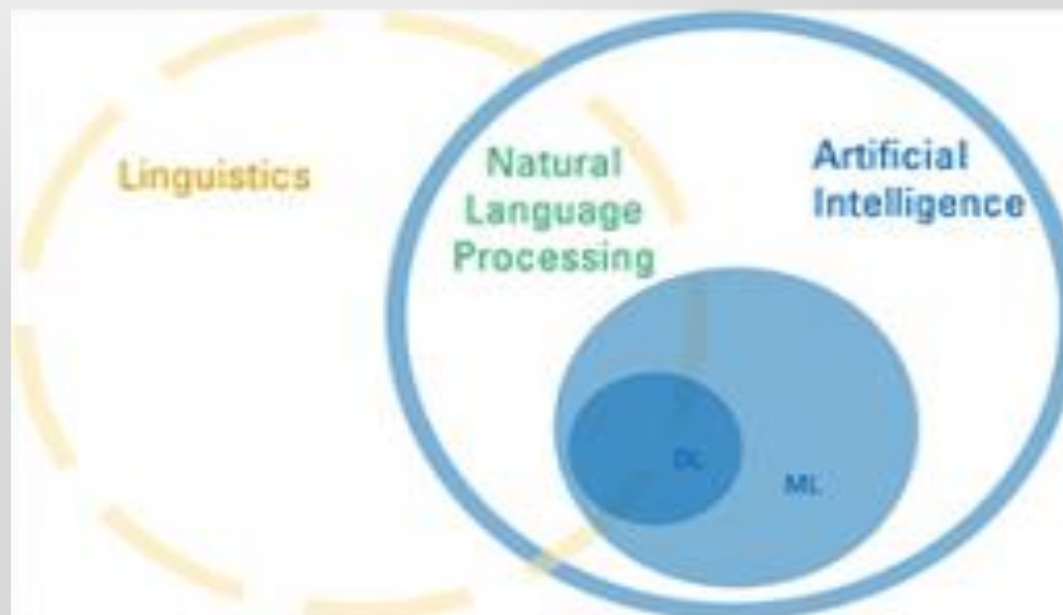 Linguistics
Natural
Language
Processing
Artificial
Intelligence
DL
ML